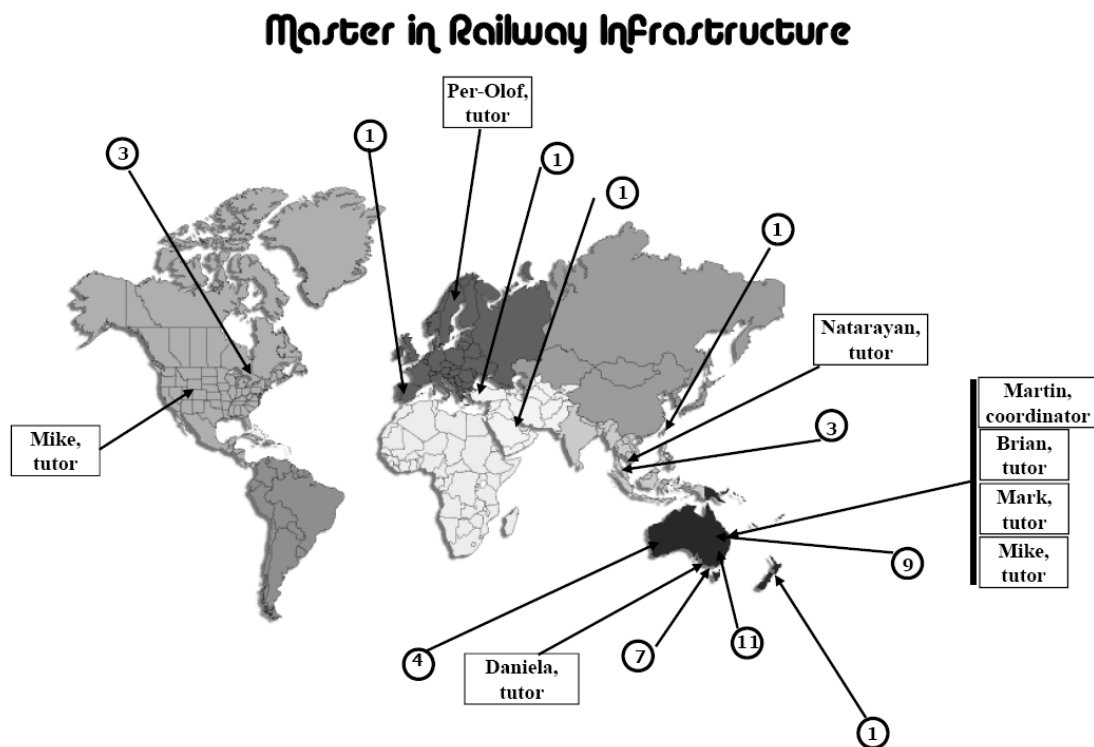 Master in Railway Infrastructure
Per-Olof,
tutor
3
1
1
1
1
Natarayan,
tutor
Martin,
coordinator
Brian,
tutor
Mark,
tutor
Mike,
tutor
Mike,
tutor
3
9
4
Daniela,
tutor
7
11
1